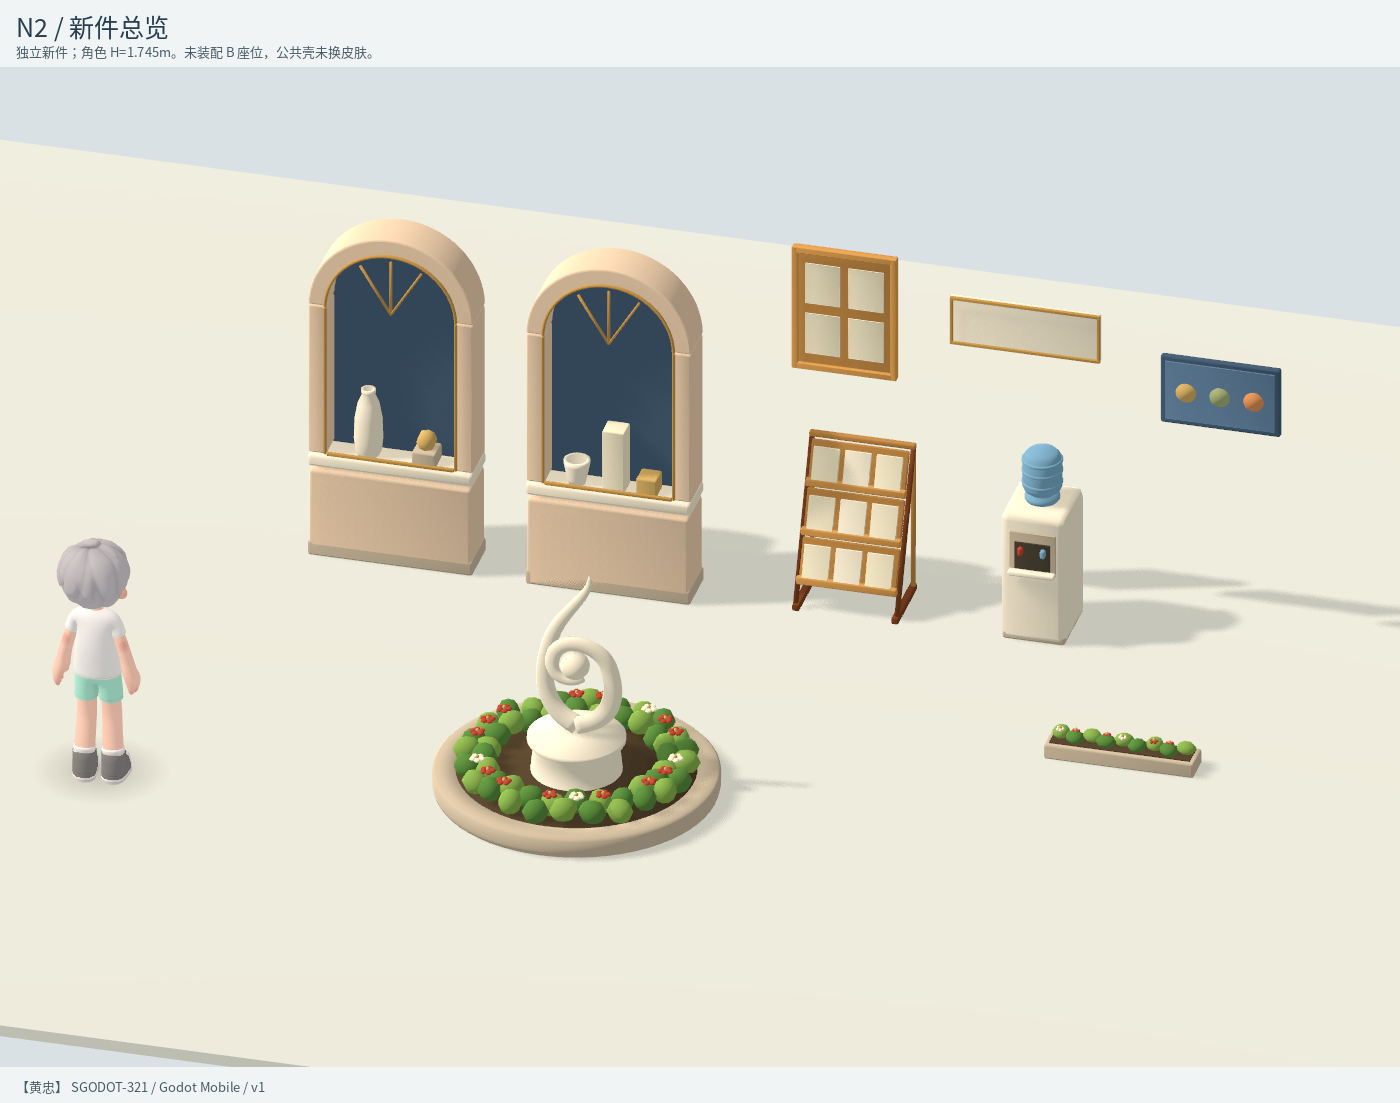 N2 / 新件总览
独立新件；角色 H=1.745m。未装配 B 座位，公共壳未换皮肤。
【黄忠】 SGODOT-321 / Godot Mobile / v1